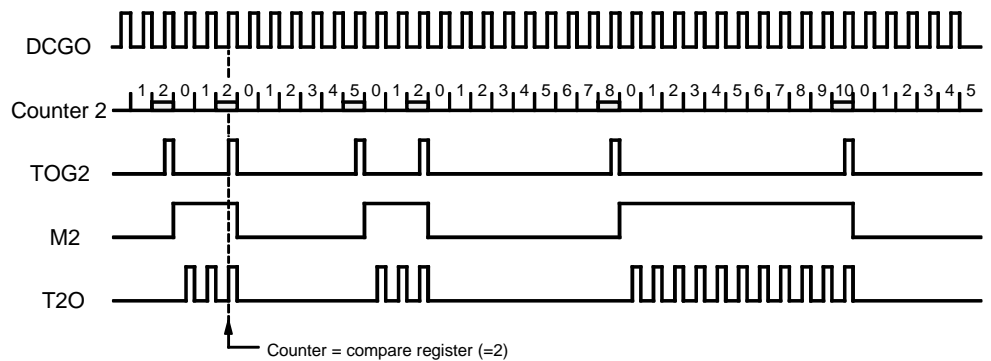 DCGO
Counter 2 1 2 0 1 2 0 1 2 3 4 5 0 1 2 0 1 2 3 4 5 6 7 8 0 1 2 3 4 5 6 7 8 9 10 0 1 2 3 4 5
TOG2
M2
T2O
Counter = compare register (=2)